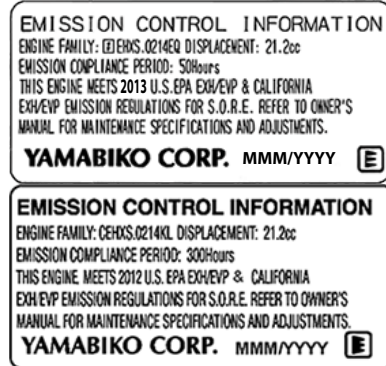 EMISSION CONTROL INFORMATION
ENGINE FAMILY: EHXS.0214EQ DISPLACEMENT: 21.2cc
EMISSION COMPLIANCE PERIOD: 50Hours
THIS ENGINE MEETS 2013 U.S.EPA EXH/EVP & CALIFORNIA
EXH/EVP EMISSION REGULATIONS FOR S.O.R.E. REFER TO OWNER'S
MANUAL FOR MAINTENANCE SPECIFICATIONS AND ADJUSTMENTS.
YAMABIKO CORP. MMM/YYYY E
EMISSION CONTROL INFORMATION
ENGINE FAMILY: CEHXS.0214KL DISPLACEMENT: 21.2cc
EMISSION COMPLIANCE PERIOD: 300Hours
THIS ENGINE MEETS 2012 U.S. EPA EXH/EVP & CALIFORNIA
EXH/EVP EMISSION REGULATIONS FOR S.O.R.E. REFER TO OWNER'S
MANUAL FOR MAINTENANCE SPECIFICATIONS AND ADJUSTMENTS.
YAMABIKO CORP. MMM/YYYY E